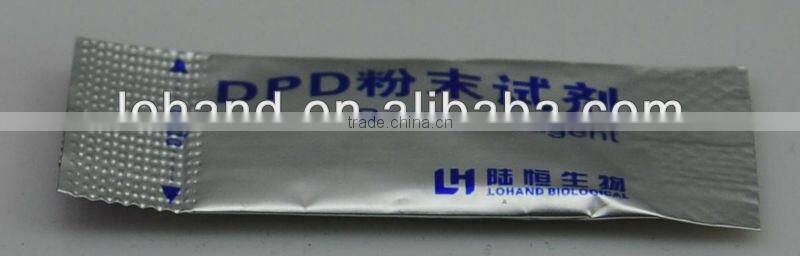 DPD粉末试剂
lohand.en.alibaba.com
trade.china.cn
LH 陆恒生物
LOHAND BIOLOGICAL